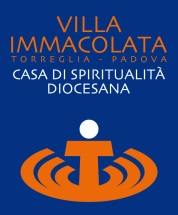 VILLA
IMMACOLATA
TORREGLIA - PADOVA
CASA DI SPIRITUALITÀ
DIOCESANA